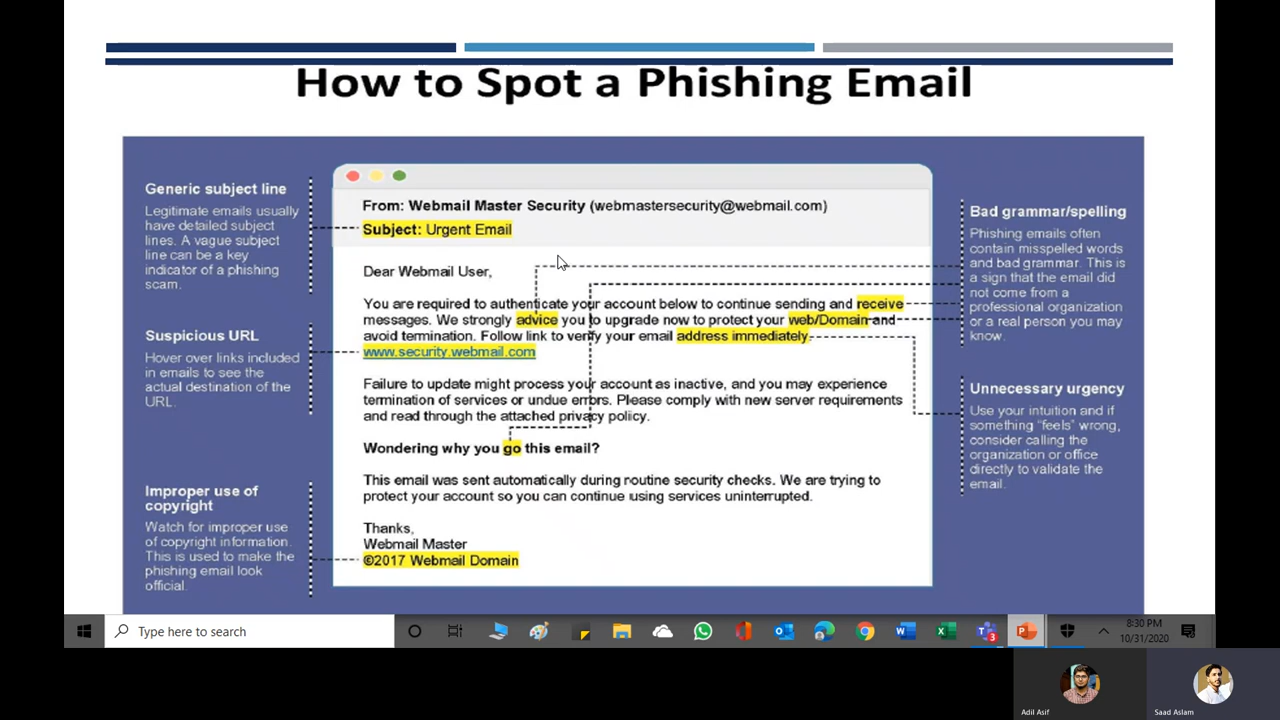 How to Spot a Phishing Email
Generic subject line
Legitimate emails usually
have detailed subject
lines. A vague subject
line can be a key
indicator of a phishing
scam.
Suspicious URL
Hover over links included
in emails to see the
actual destination of the
URL.
Improper use of
copyright
Watch for improper use
of copyright information.
This is used to make the
phishing email look
official.
From: Webmail Master Security (webmastersecurity@webmail.com)
Subject: Urgent Email
Dear Webmail User,
You are required to authenticate your account below to continue sending and receive
messages. We strongly advice you to upgrade now to protect your web/Domain and
avoid termination. Follow link to verify your email address immediately.
www.security.webmail.com
Failure to update might process your account as inactive, and you may experience
termination of services or undue errors. Please comply with new server requirements
and read through the attached privacy policy.
Wondering why you go this email?
This email was sent automatically during routine security checks. We are trying to
protect your account so you can continue using services uninterrupted.
Thanks,
Webmail Master
©2017 Webmail Domain
Bad grammar/spelling
Phishing emails often
contain misspelled words
and bad grammar. This is
a sign that the email did
not come from a
professional organization
or a real person you may
know.
Unnecessary urgency
Use your intuition and if
something “feels” wrong,
consider calling the
organization or office
directly to validate the
email.
Type here to search
3
8:30 PM
10/31/2020
Adil Asif
Saad Aslam